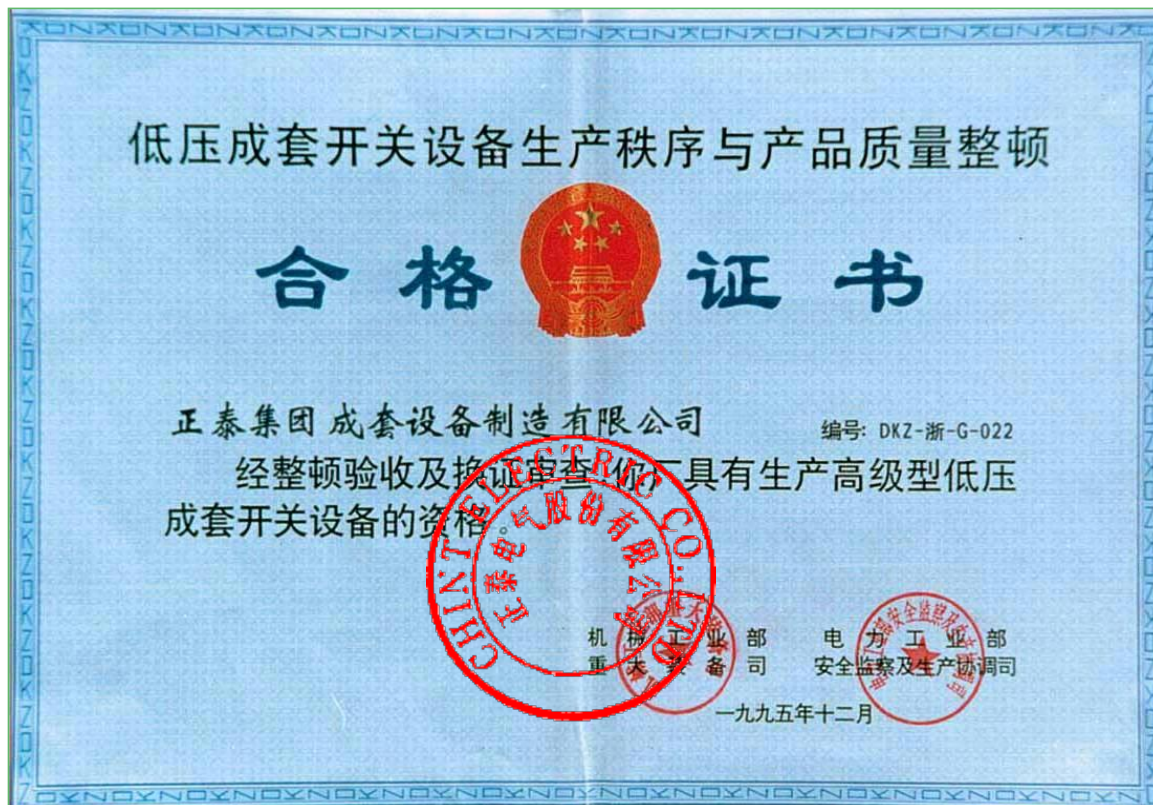 低压成套开关设备生产秩序与产品质量整顿
合格证书
正泰集团成套设备制造有限公司
编号: DKZ-浙-G-022
经整顿验收及换证审查,你厂具有生产高级型低压
成套开关设备的资格。
CHINT ELECTRIC CO.,LTD
正泰电气股份有限公司
机械工业部
重大装备司
电力工业部
安全监察及生产协调司
一九九五年十二月